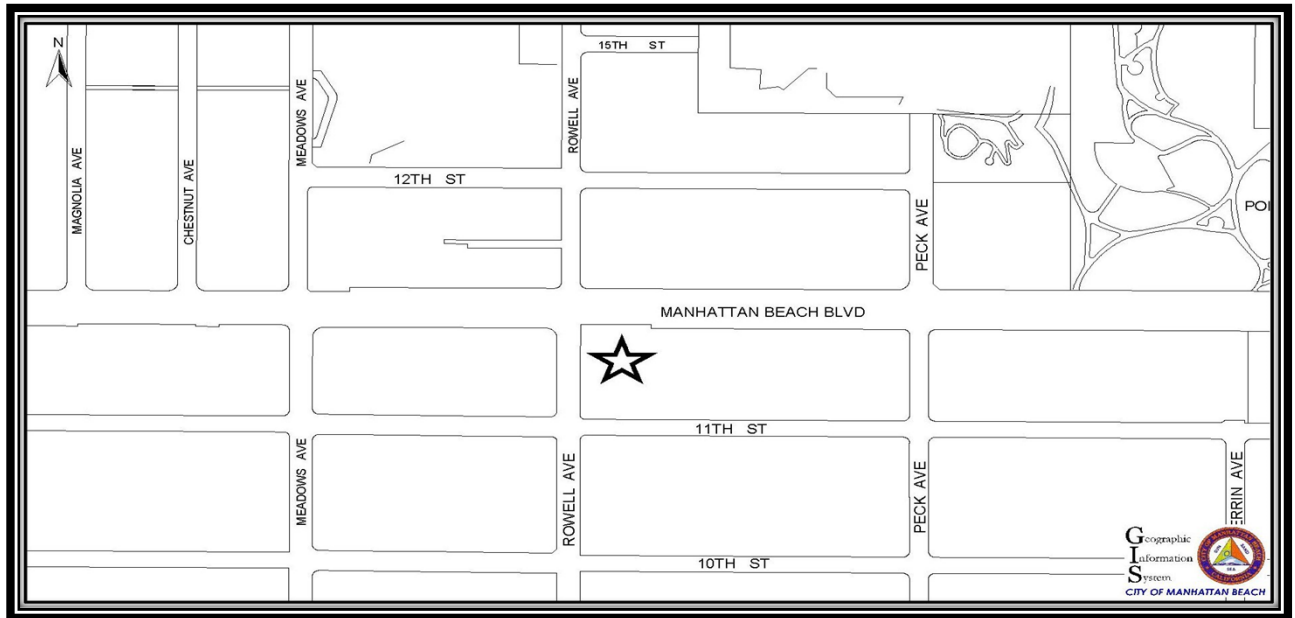 N
15TH ST
MAGNOLIA AVE
CHESTNUT AVE
MEADOWS AVE
ROWELL AVE
12TH ST
PECK AVE
POI
MANHATTAN BEACH BLVD
11TH ST
MEADOWS AVE
ROWELL AVE
PECK AVE
ERRIN AVE
10TH ST
Geographic
Information
System
CITY OF MANHATTAN BEACH